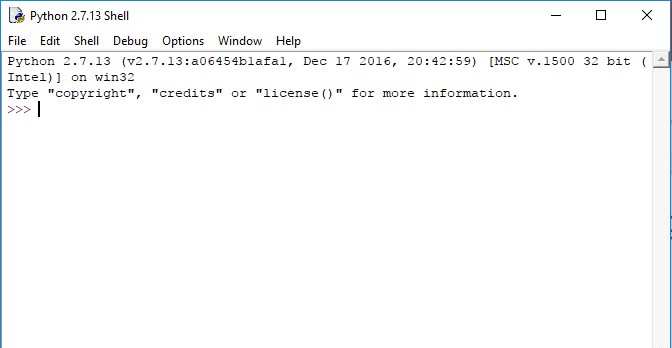 Python 2.7.13 Shell
File Edit Shell Debug Options Window Help
Python 2.7.13 (v2.7.13:a06454b1afa1, Dec 17 2016, 20:42:59) [MSC v.1500 32 bit (
Intel)] on win32
Type "copyright", "credits" or "license()" for more information.
>>>